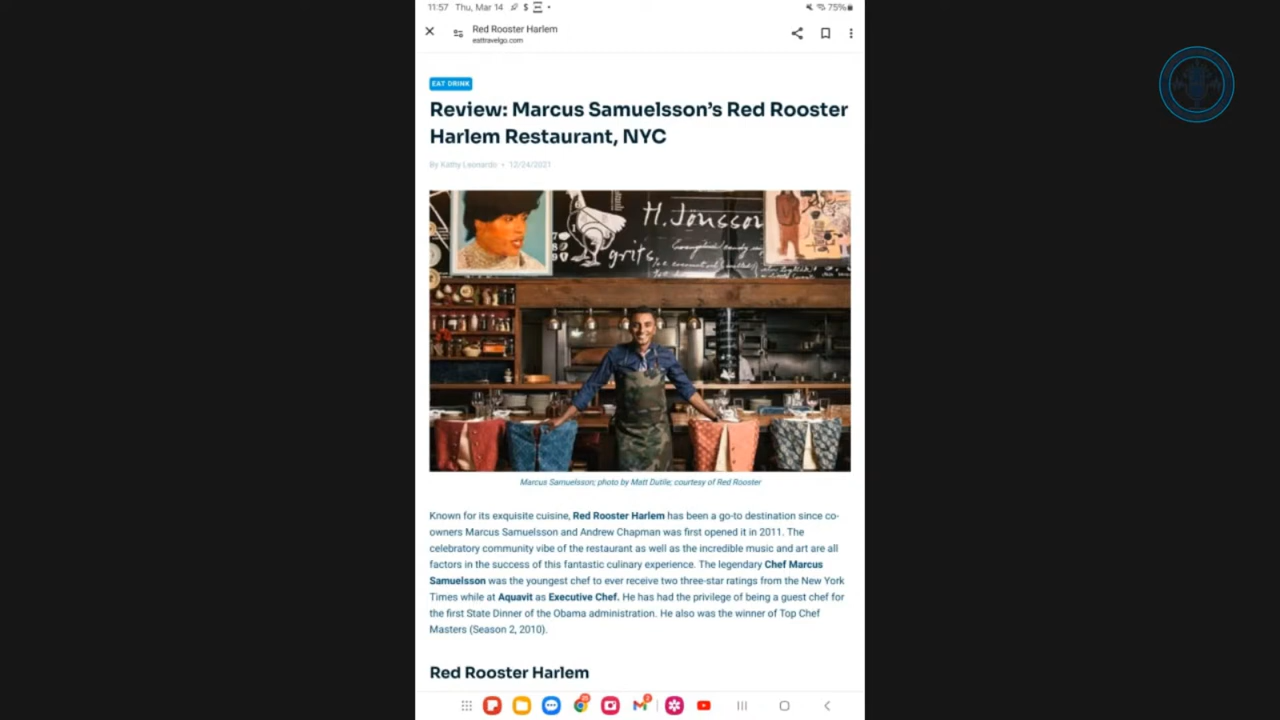 11:57 Thu, Mar 14 $
75%
Red Rooster Harlem
eattravelgo.com
EAT DRINK
Review: Marcus Samuelsson's Red Rooster
Harlem Restaurant, NYC
By Kathy Leonardo • 12/24/2021
H. Jonsson
grits.
Marcus Samuelsson; photo by Matt Dutile; courtesy of Red Rooster
Known for its exquisite cuisine, Red Rooster Harlem has been a go-to destination since co-
owners Marcus Samuelsson and Andrew Chapman was first opened it in 2011. The
celebratory community vibe of the restaurant as well as the incredible music and art are all
factors in the success of this fantastic culinary experience. The legendary Chef Marcus
Samuelsson was the youngest chef to ever receive two three-star ratings from the New York
Times while at Aquavit as Executive Chef. He has had the privilege of being a guest chef for
the first State Dinner of the Obama administration. He also was the winner of Top Chef
Masters (Season 2, 2010).
Red Rooster Harlem